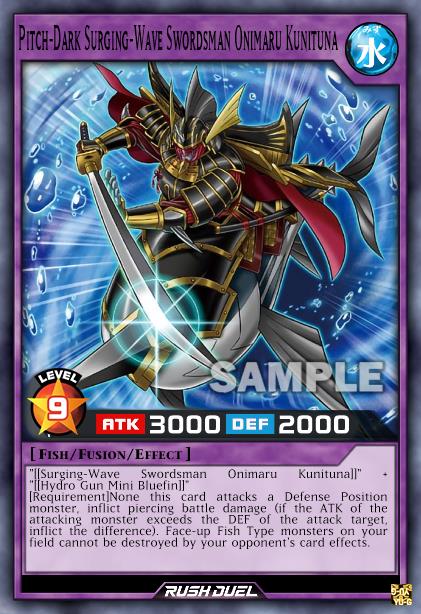 Pitch-Dark Surging-Wave Swordsman Onimaru Kunituna
みず
水
SAMPLE
LEVEL
9
ATK 3000 DEF 2000
[ Fish/Fusion/Effect ]
"[[Surging-Wave Swordsman Onimaru Kunituna]]" +
"[[Hydro Gun Mini Bluefin]]"
[Requirement]None this card attacks a Defense Position
monster, inflict piercing battle damage (if the ATK of
the attacking monster exceeds the DEF of the attack target,
inflict the difference). Face-up Fish Type monsters on your
field cannot be destroyed by your opponent's card effects.
RUSH DUEL